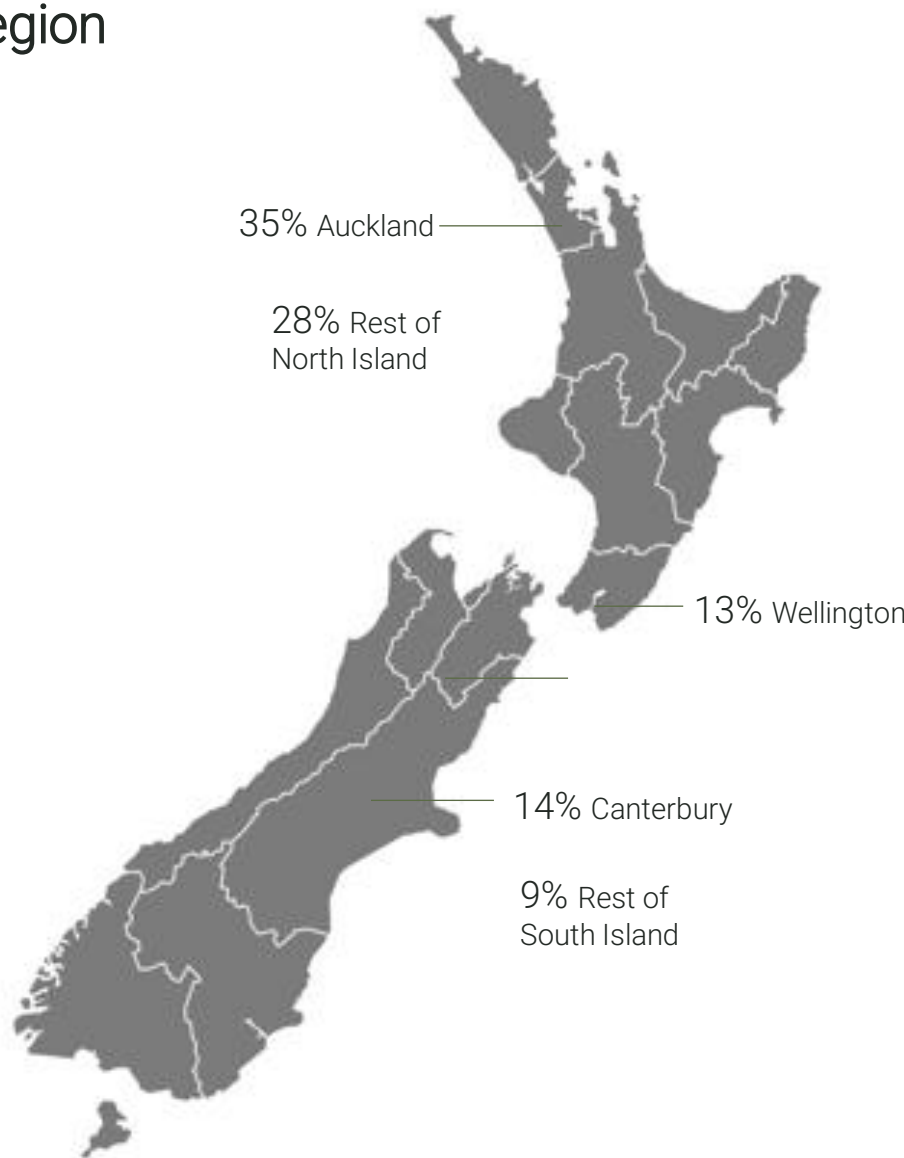 egion
35% Auckland
28% Rest of
North Island
13% Wellington
14% Canterbury
9% Rest of
South Island